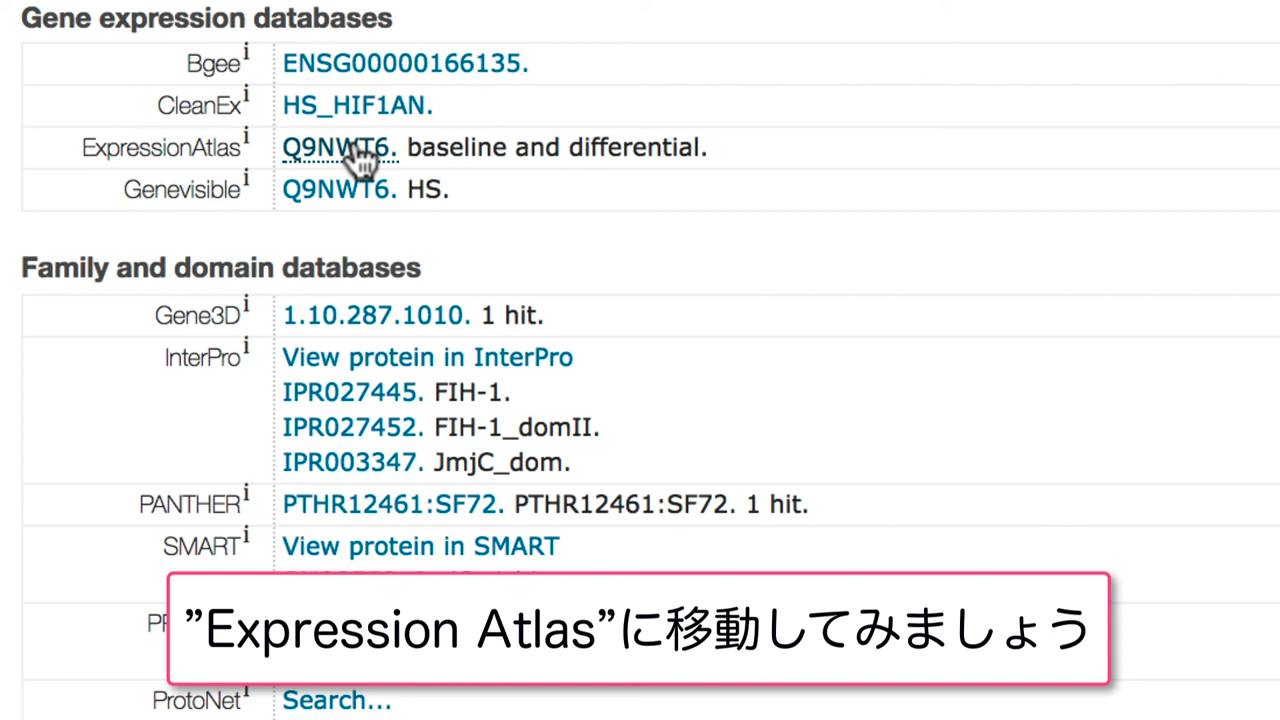 Gene expression databases
Bgee i ENSG00000166135.
CleanEx i HS_HIF1AN.
ExpressionAtlas i Q9NWT6. baseline and differential.
Genevisible i Q9NWT6. HS.
Family and domain databases
Gene3D i 1.10.287.1010. 1 hit.
InterPro i View protein in InterPro
IPR027445. FIH-1.
IPR027452. FIH-1_domII.
IPR003347. JmjC_dom.
PANTHER i PTHR12461:SF72. PTHR12461:SF72. 1 hit.
SMART i View protein in SMART
”Expression Atlas”に移動してみましょう
ProtoNet i Search...